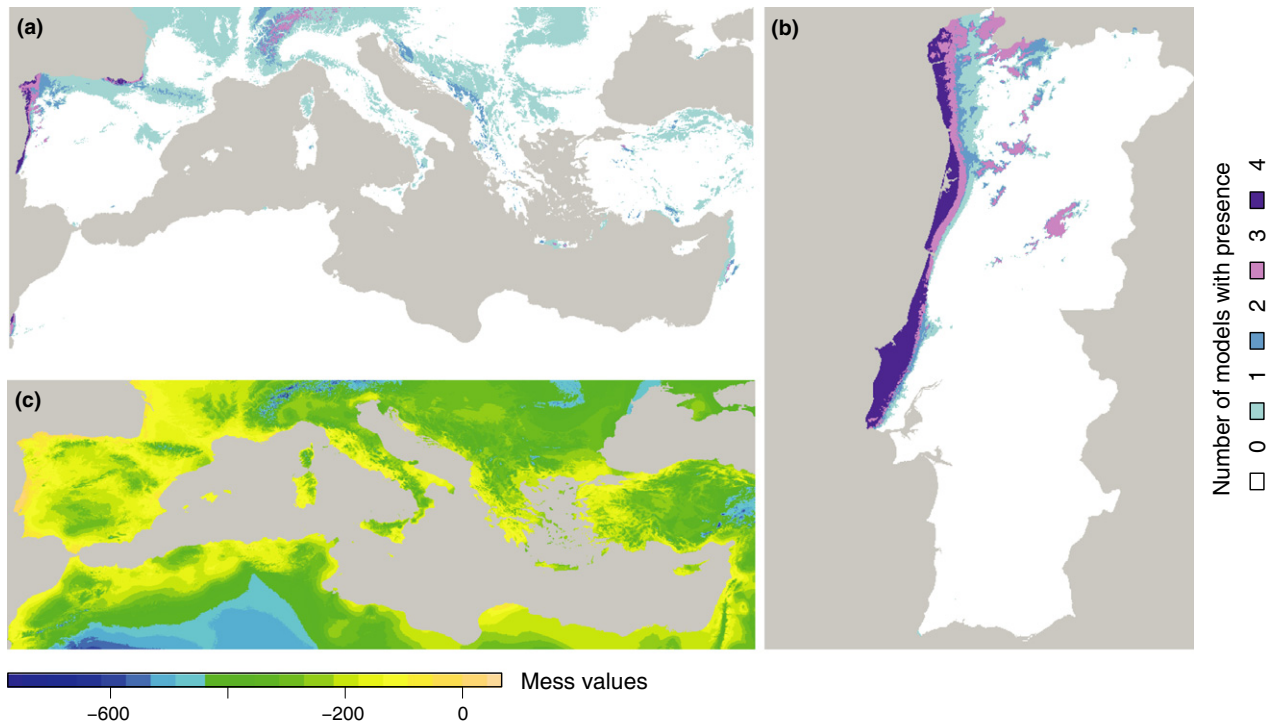 (a)
(b)
(c)
Number of models with presence
0 1 2 3 4
Mess values
−600 −200 0